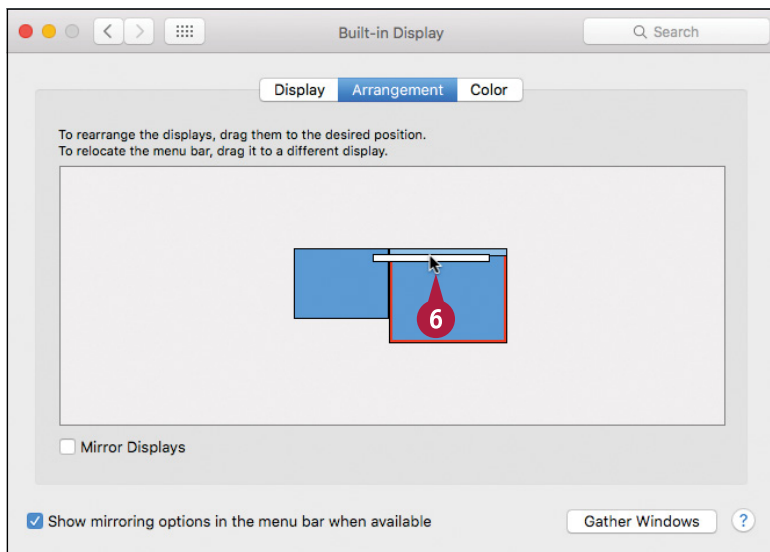 Built-in Display
Search
Display
Arrangement
Color
To rearrange the displays, drag them to the desired position.
To relocate the menu bar, drag it to a different display.
6
Mirror Displays
Show mirroring options in the menu bar when available
Gather Windows
?